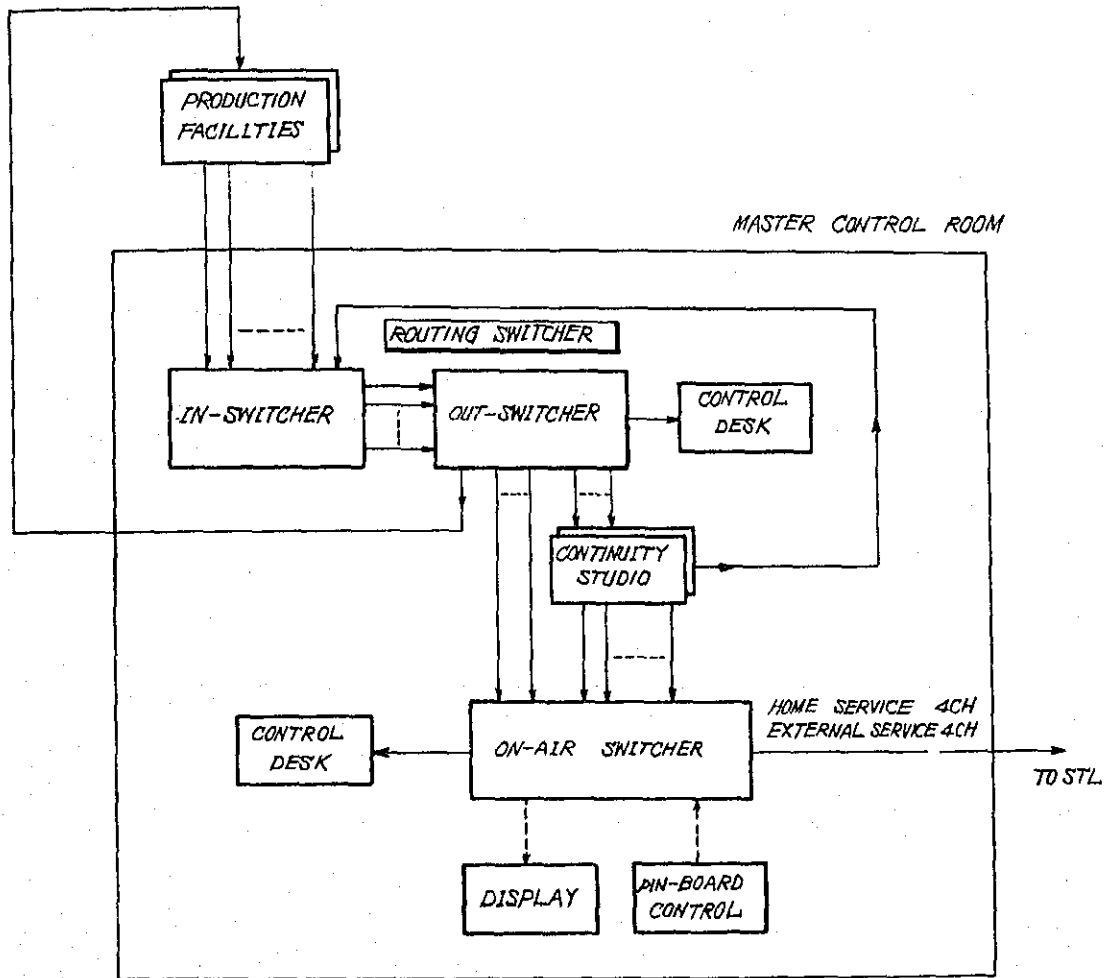 PRODUCTION
FACILITIES
MASTER CONTROL ROOM
ROUTING SWITCHER
IN-SWITCHER
OUT-SWITCHER
CONTROL
DESK
CONTINUITY
STUDIO
HOME SERVICE 4CH
EXTERNAL SERVICE 4CH
CONTROL
DESK
ON-AIR SWITCHER
TO STL.
DISPLAY
PIN-BOARD
CONTROL